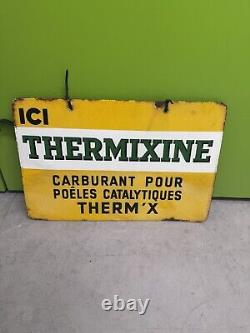 ICI
THERMIXINE
CARBURANT POUR
POÊLES CATALYTIQUES
THERM'X
ebay